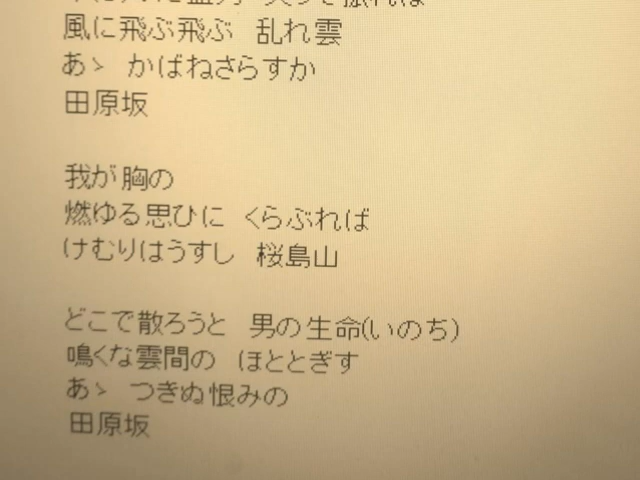 風に飛ぶ飛ぶ 乱れ雲
あゝ かばねさらすか
田原坂
我が胸の
燃ゆる思ひに くらぶれば
けむりはうすし 桜島山
どこで散ろうと 男の生命(いのち)
鳴くな雲間の ほととぎす
あゝ つきぬ恨みの
田原坂